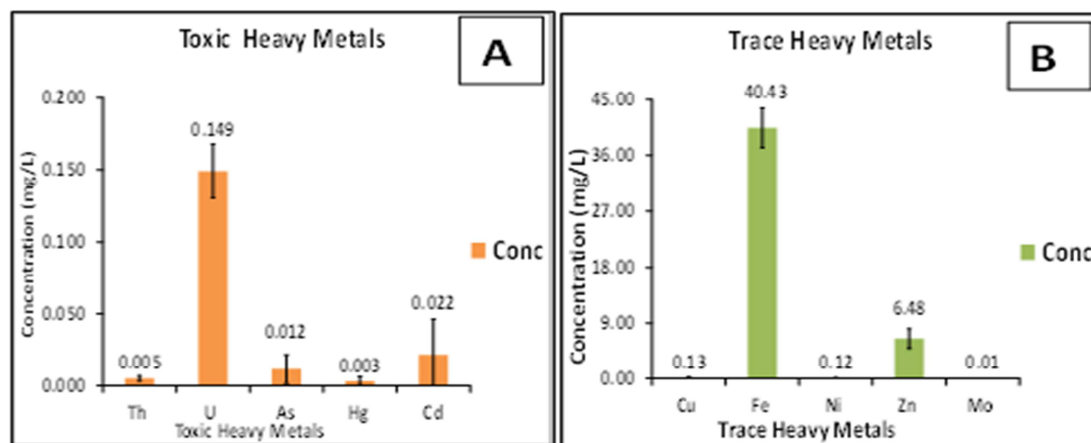 Toxic Heavy Metals
A
Concentration (mg/L)
0.200
0.150
0.100
0.050
0.000
0.005
0.149
0.012
0.003
0.022
Th U As Hg Cd
Toxic Heavy Metals
Conc
Trace Heavy Metals
B
Concentration (mg/L)
45.00
36.00
27.00
18.00
9.00
0.00
0.13
40.43
0.12
6.48
0.01
Cu Fe Ni Zn Mo
Trace Heavy Metals
Conc